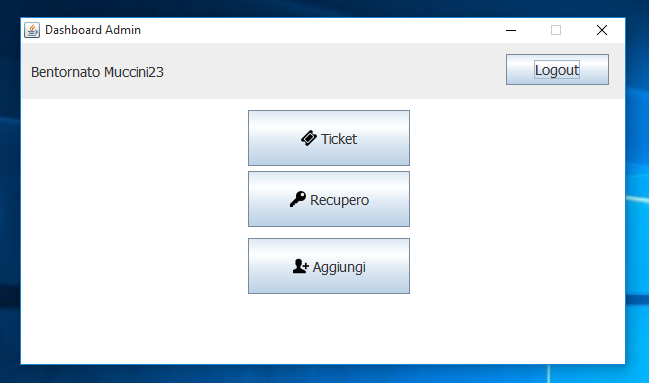 Dashboard Admin
Bentornato Muccini23
Logout
Ticket
Recupero
Aggiungi